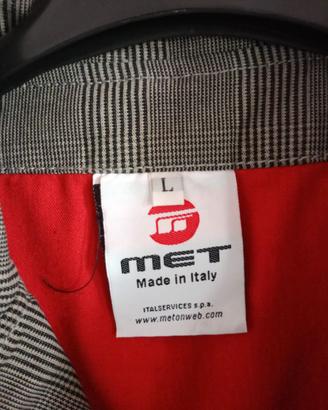 L
MET
Made in Italy
ITALSERVICES s.p.a.
www.metonweb.com